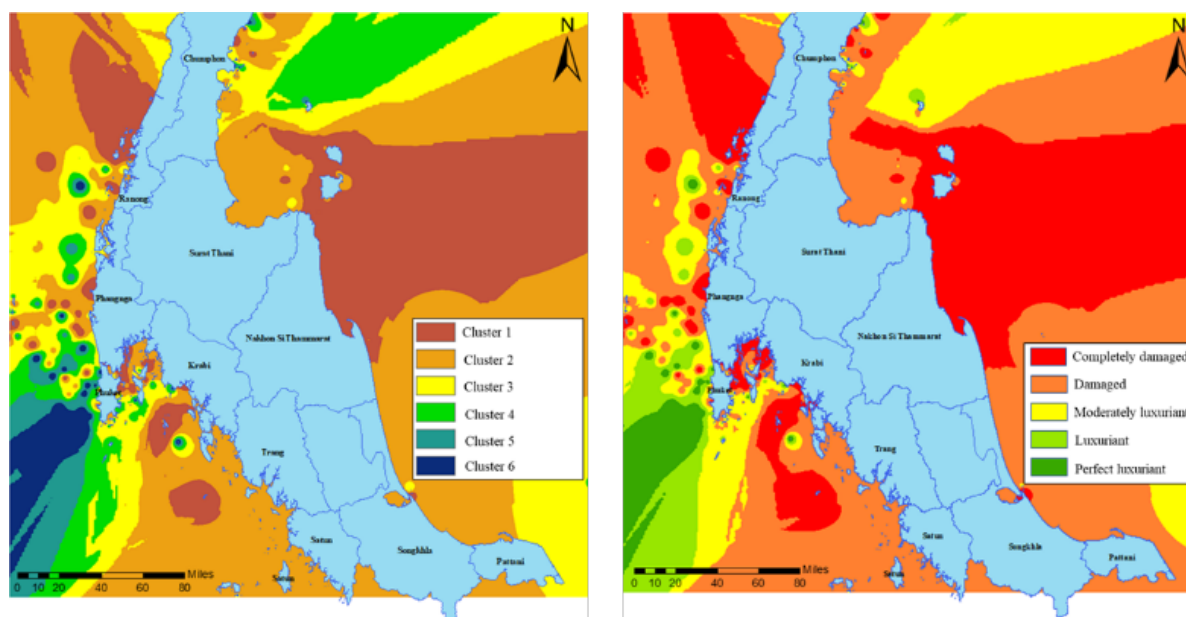 N
Chumphon
Ranong
Surat Thani
Phangnga
Nakhon Si Thammarat
Krabi
Phuket
Trang
Satun
Songkhla
Pattani
Satun
Cluster 1
Cluster 2
Cluster 3
Cluster 4
Cluster 5
Cluster 6
Miles
0 10 20 40 60 80
N
Chumphon
Ranong
Surat Thani
Phangnga
Nakhon Si Thammarat
Krabi
Phuket
Trang
Satun
Songkhla
Pattani
Satun
Completely damaged
Damaged
Moderately luxuriant
Luxuriant
Perfect luxuriant
Miles
0 10 20 40 60 80